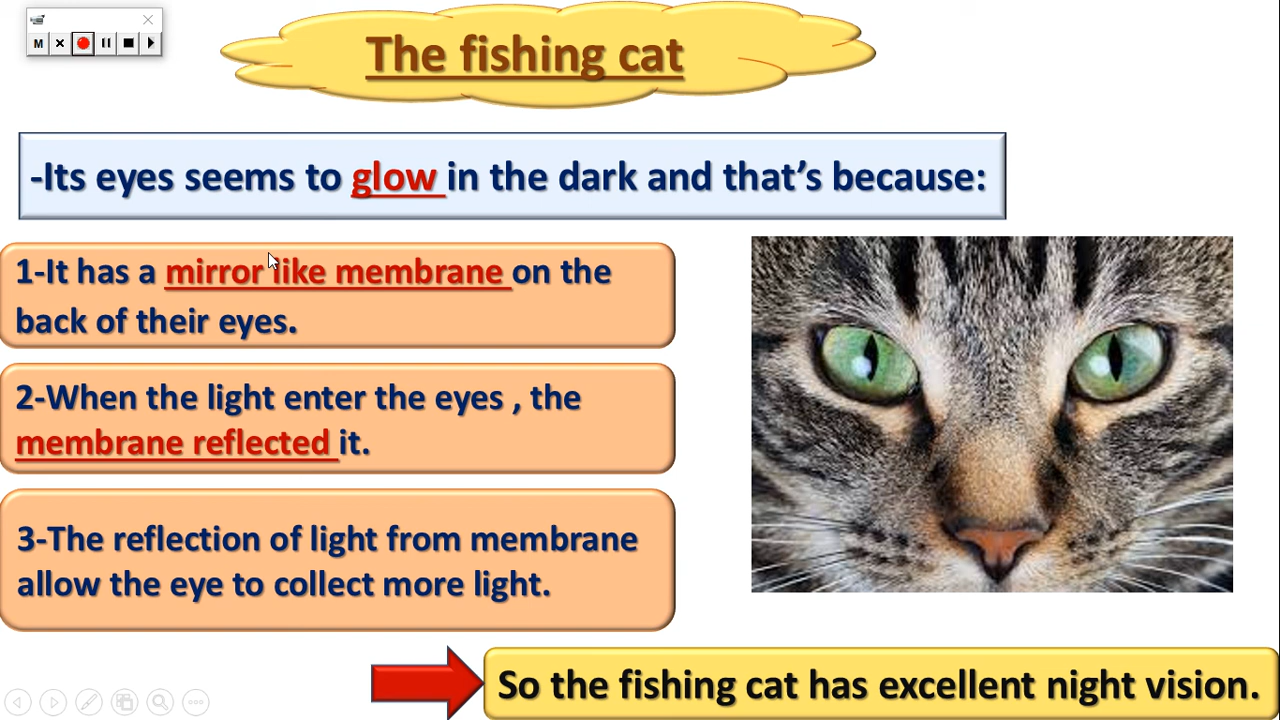 M
The fishing cat
-Its eyes seems to glow in the dark and that’s because:
1-It has a mirror like membrane on the
back of their eyes.
2-When the light enter the eyes , the
membrane reflected it.
3-The reflection of light from membrane
allow the eye to collect more light.
So the fishing cat has excellent night vision.